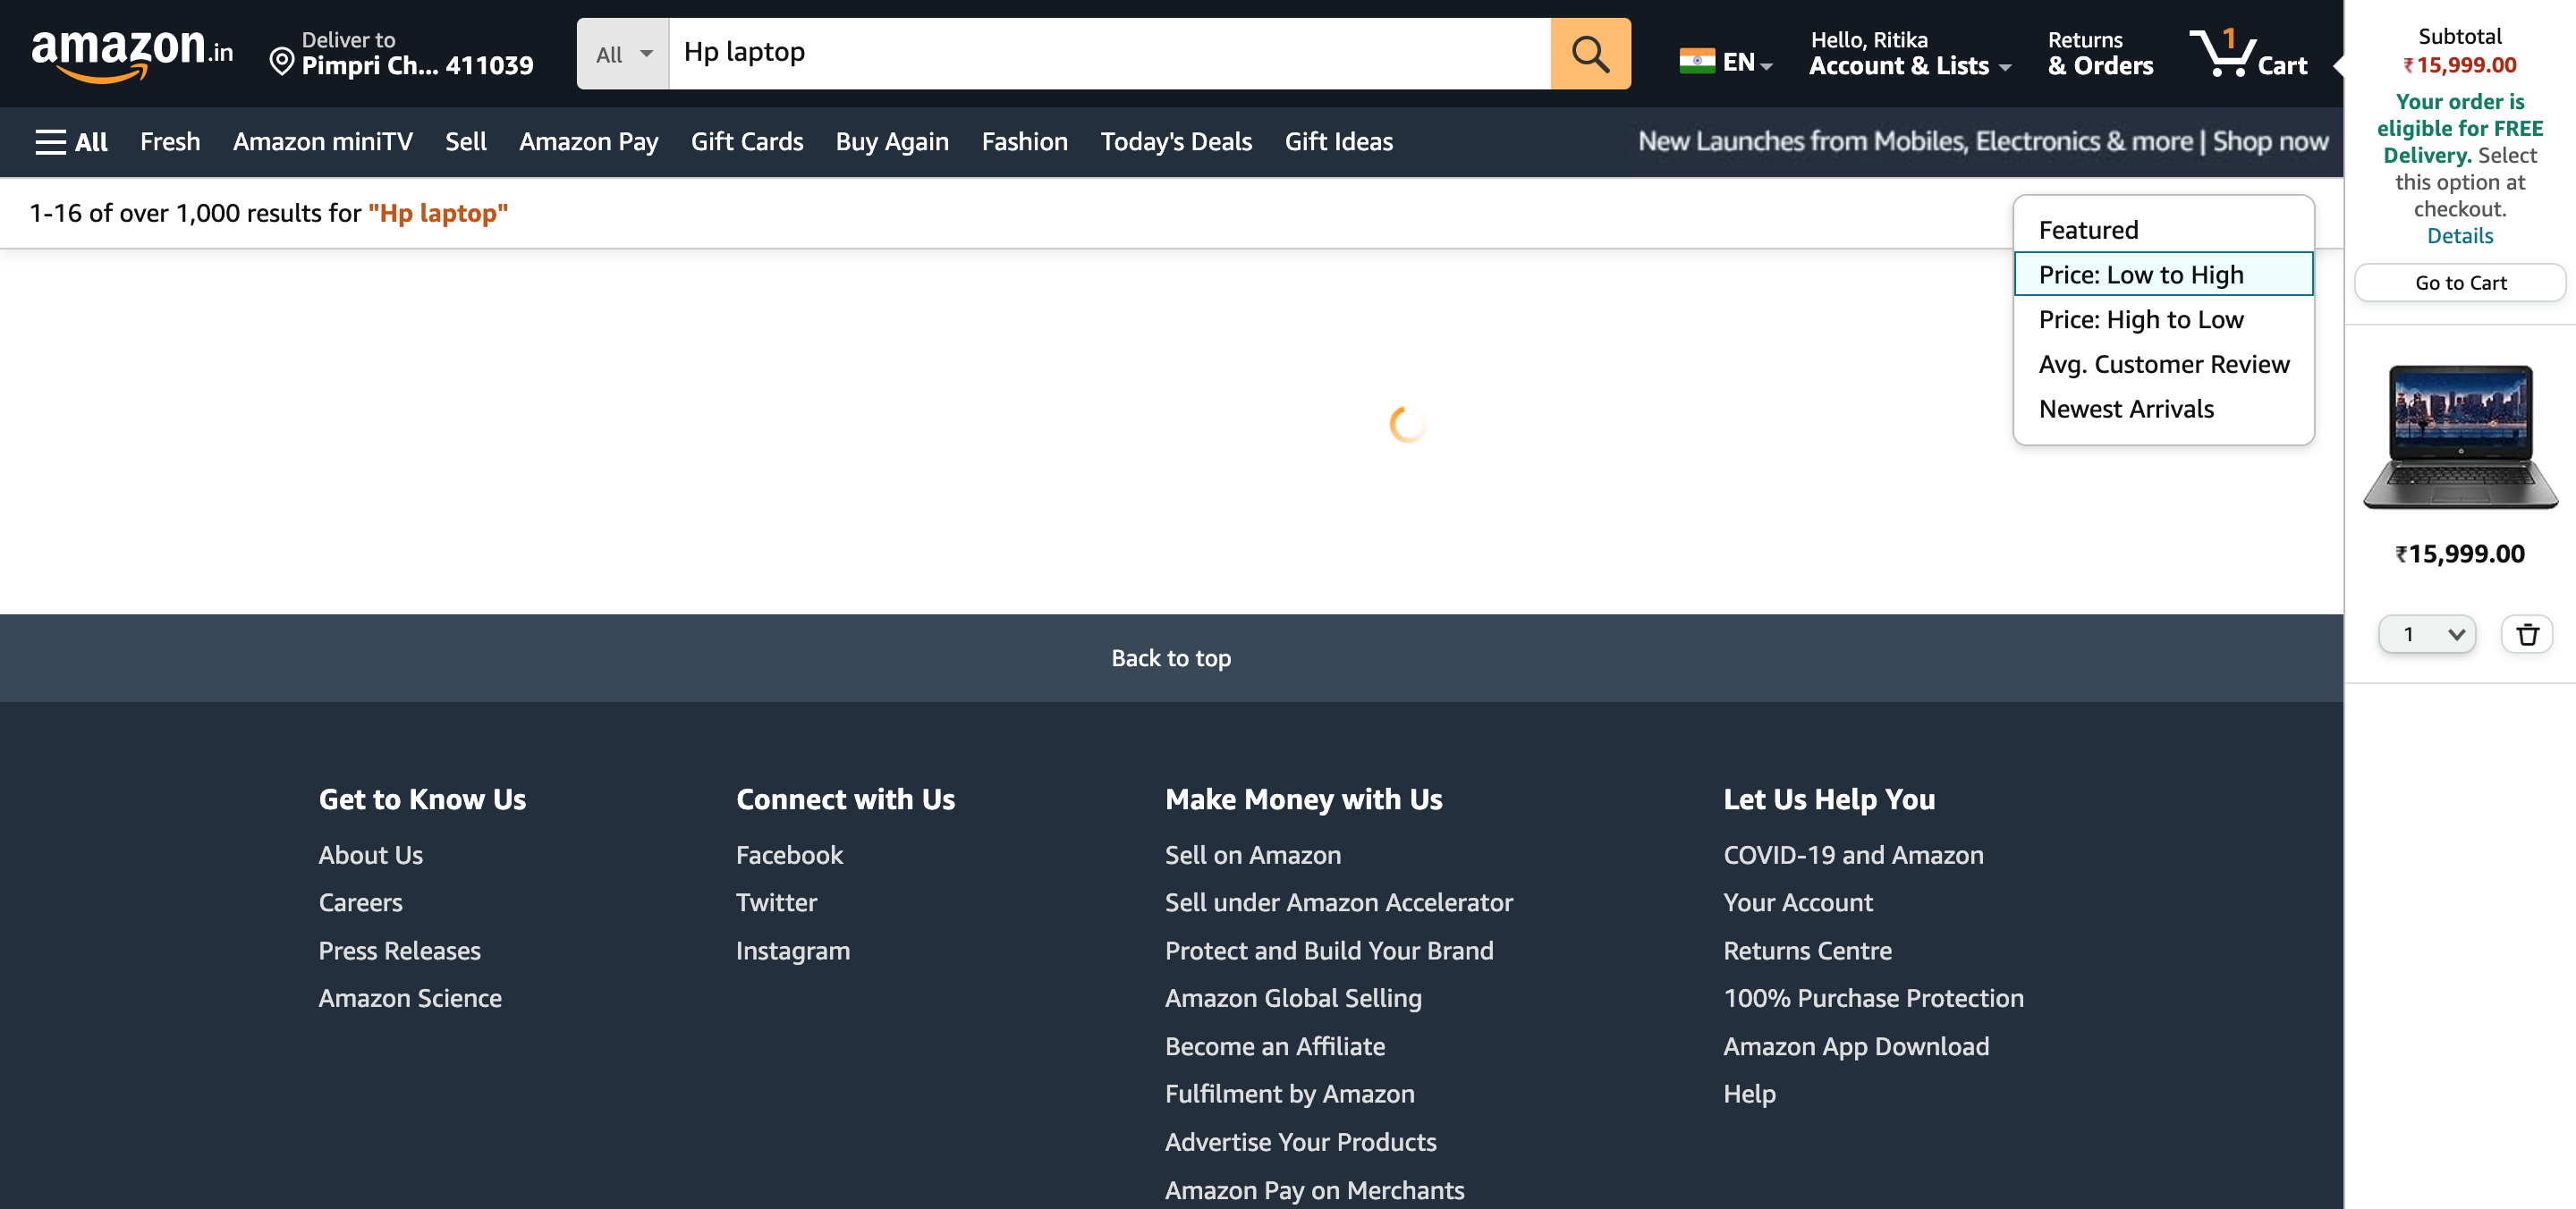 amazon.in
Deliver to
Pimpri Ch... 411039
All
Hp laptop
EN
Hello, Ritika
Account & Lists
Returns
& Orders
1
Cart
All
Fresh
Amazon miniTV
Sell
Amazon Pay
Gift Cards
Buy Again
Fashion
Today's Deals
Gift Ideas
New Launches from Mobiles, Electronics & more | Shop now
1-16 of over 1,000 results for "Hp laptop"
Featured
Price: Low to High
Price: High to Low
Avg. Customer Review
Newest Arrivals
Subtotal
₹15,999.00
Your order is
eligible for FREE
Delivery. Select
this option at
checkout.
Details
Go to Cart
₹15,999.00
1
Back to top
Get to Know Us
About Us
Careers
Press Releases
Amazon Science
Connect with Us
Facebook
Twitter
Instagram
Make Money with Us
Sell on Amazon
Sell under Amazon Accelerator
Protect and Build Your Brand
Amazon Global Selling
Become an Affiliate
Fulfilment by Amazon
Advertise Your Products
Amazon Pay on Merchants
Let Us Help You
COVID-19 and Amazon
Your Account
Returns Centre
100% Purchase Protection
Amazon App Download
Help